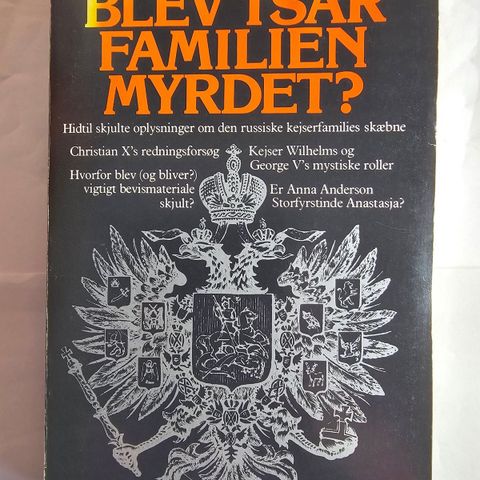 BLEV TSAR
FAMILIEN
MYRDET?
Hidtil skjulte oplysninger om den russiske kejserfamilies skæbne
Christian X's redningsforsøg
Hvorfor blev (og bliver?)
vigtigt bevismateriale
skjult?
Kejser Wilhelms og
George V's mystiske roller
Er Anna Anderson
Storfyrstinde Anastasja?